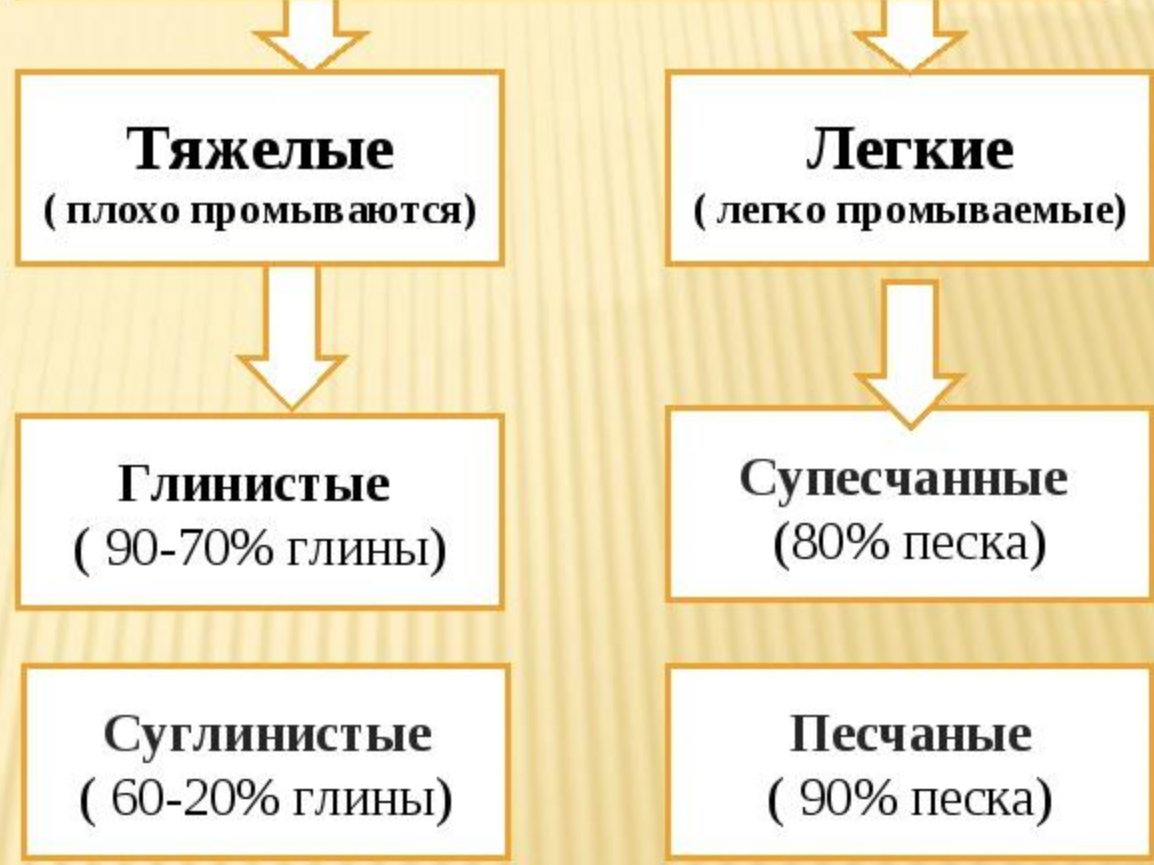 Тяжелые
( плохо промываются)
Легкие
( легко промываемые)
Глинистые
( 90-70% глины)
Супесчанные
(80% песка)
Суглинистые
( 60-20% глины)
Песчаные
( 90% песка)